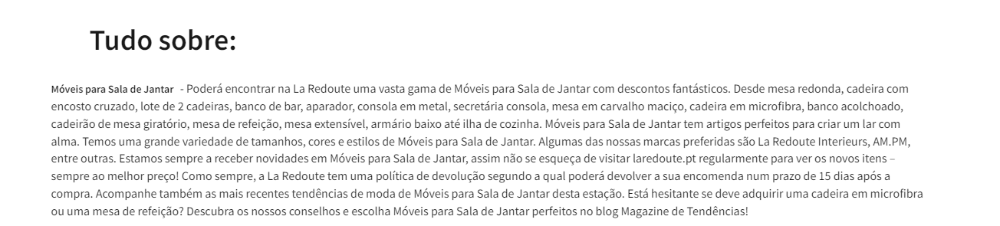 Tudo sobre:
Móveis para Sala de Jantar - Poderá encontrar na La Redoute uma vasta gama de Móveis para Sala de Jantar com descontos fantásticos. Desde mesa redonda, cadeira com
encosto cruzado, lote de 2 cadeiras, banco de bar, aparador, consola em metal, secretária consola, mesa em carvalho maciço, cadeira em microfibra, banco acolchoado,
cadeirão de mesa giratório, mesa de refeição, mesa extensível, armário baixo até ilha de cozinha. Móveis para Sala de Jantar tem artigos perfeitos para criar um lar com
alma. Temos uma grande variedade de tamanhos, cores e estilos de Móveis para Sala de Jantar. Algumas das nossas marcas preferidas são La Redoute Interieurs, AM.PM,
entre outras. Estamos sempre a receber novidades em Móveis para Sala de Jantar, assim não se esqueça de visitar laredoute.pt regularmente para ver os novos itens –
sempre ao melhor preço! Como sempre, a La Redoute tem uma política de devolução segundo a qual poderá devolver a sua encomenda num prazo de 15 dias após a
compra. Acompanhe também as mais recentes tendências de moda de Móveis para Sala de Jantar desta estação. Está hesitante se deve adquirir uma cadeira em microfibra
ou uma mesa de refeição? Descubra os nossos conselhos e escolha Móveis para Sala de Jantar perfeitos no blog Magazine de Tendências!